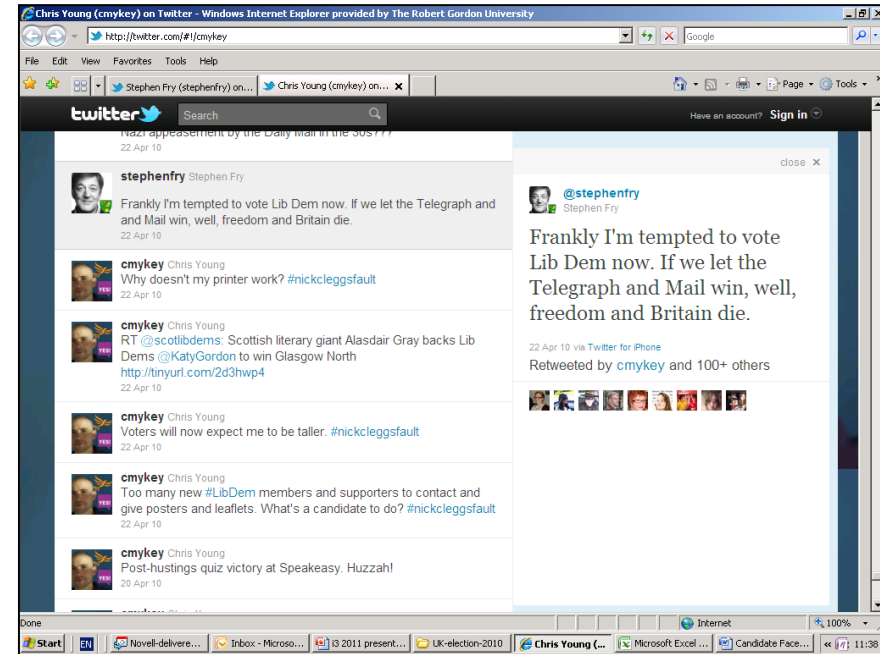 Chris Young (cmykey) on Twitter - Windows Internet Explorer provided by The Robert Gordon University
http://twitter.com/#!/cmykey
Google
File Edit View Favorites Tools Help
Stephen Fry (stephenfry) on...
Chris Young (cmykey) on...
Page
Tools
twitter
Search
Have an account? Sign in
Nazi appeasement by the Daily Mail in the 30s???
22 Apr 10
stephenfry Stephen Fry
Frankly I'm tempted to vote Lib Dem now. If we let the Telegraph and
and Mail win, well, freedom and Britain die.
22 Apr 10
cmykey Chris Young
Why doesn't my printer work? #nickcleggsfault
22 Apr 10
cmykey Chris Young
RT @scotlibdems: Scottish literary giant Alasdair Gray backs Lib
Dems @KatyGordon to win Glasgow North
http://tinyurl.com/2d3hwp4
22 Apr 10
cmykey Chris Young
Voters will now expect me to be taller. #nickcleggsfault
22 Apr 10
cmykey Chris Young
Too many new #LibDem members and supporters to contact and
give posters and leaflets. What's a candidate to do? #nickcleggsfault
22 Apr 10
cmykey Chris Young
Post-hustings quiz victory at Speakeasy. Huzzah!
20 Apr 10
close
@stephenfry
Stephen Fry
Frankly I'm tempted to vote
Lib Dem now. If we let the
Telegraph and Mail win, well,
freedom and Britain die.
22 Apr 10 via Twitter for iPhone
Retweeted by cmykey and 100+ others
Done
Internet
100%
Start
EN
Novell-delivere...
Inbox - Microso...
i3 2011 present...
UK-election-2010
Chris Young (...
Microsoft Excel ...
Candidate Face...
11:38